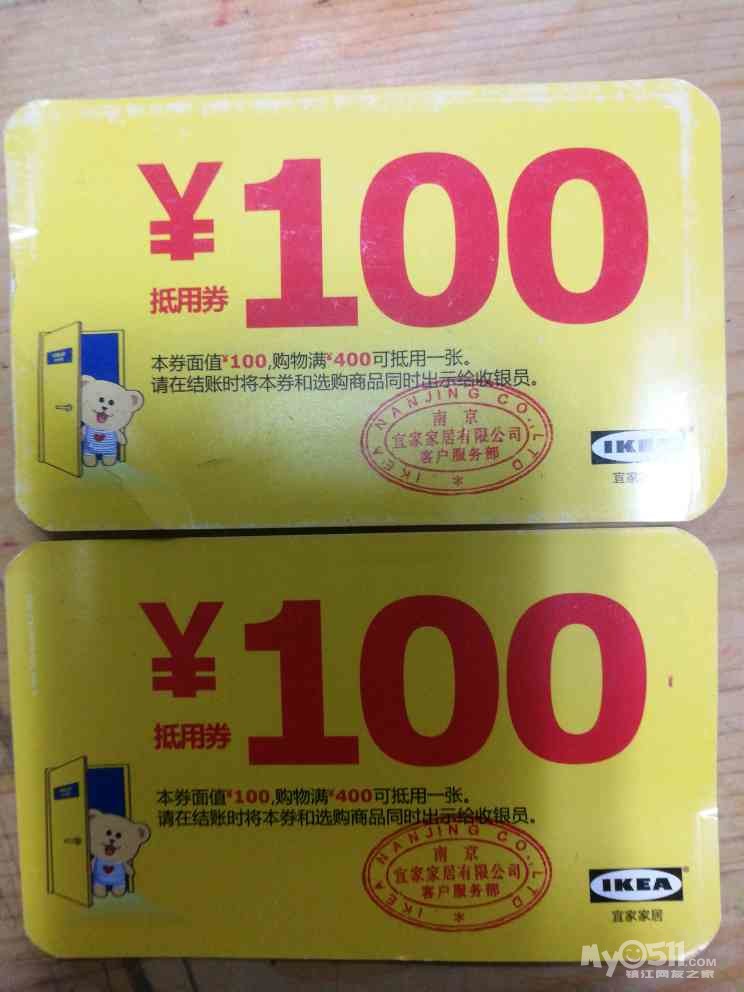 ¥100
抵用券
本券面值¥100,购物满¥400可抵用一张。
请在结账时将本券和选购商品同时出示给收银员。
IKEA NANJING CO.,LTD
南京
宜家家居有限公司
客户服务部
IKEA
宜家
¥100
抵用券
本券面值¥100,购物满¥400可抵用一张。
请在结账时将本券和选购商品同时出示给收银员。
IKEA NANJING CO.,LTD
南京
宜家家居有限公司
客户服务部
IKEA®
宜家家居
My0511.COM
镇江网友之家